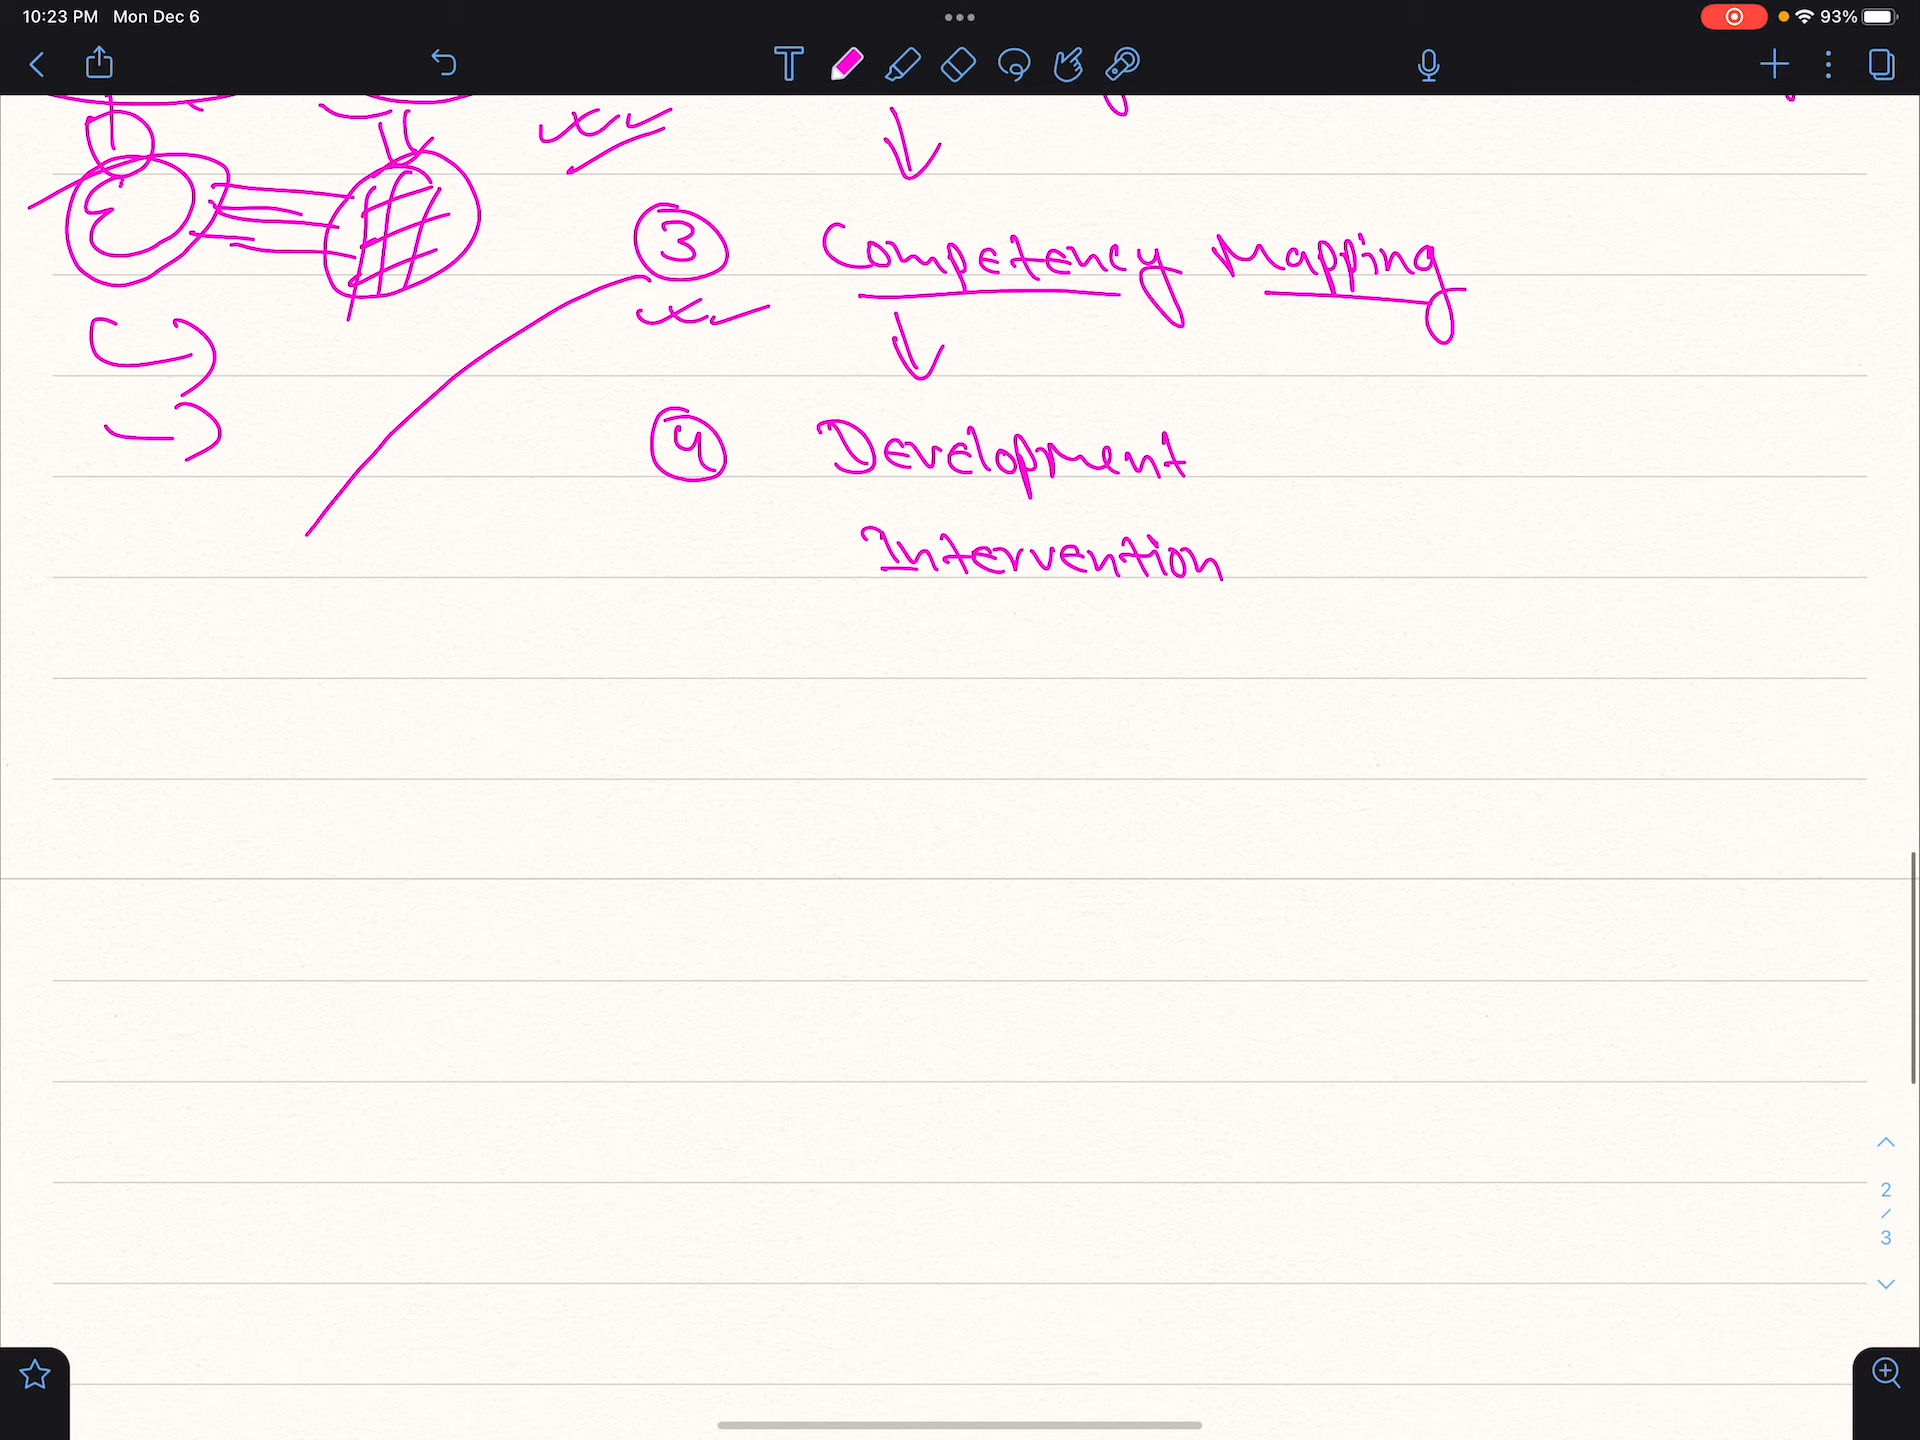 10:23 PM Mon Dec 6
93%
3 Competency Mapping
4 Development
Intervention
2
3